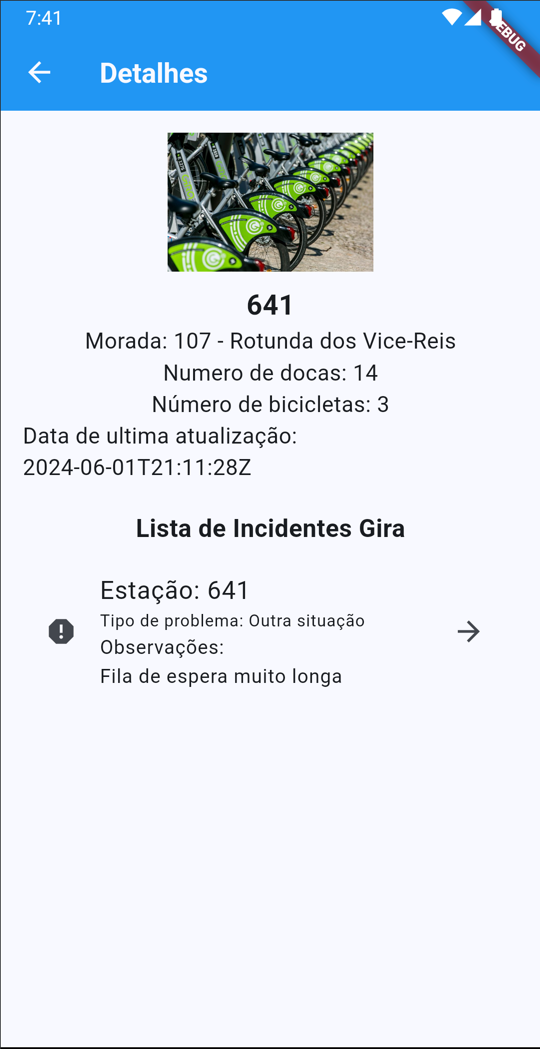 7:41
DEBUG
Detalhes
641
Morada: 107 - Rotunda dos Vice-Reis
Numero de docas: 14
Número de bicicletas: 3
Data de ultima atualização:
2024-06-01T21:11:28Z
Lista de Incidentes Gira
Estação: 641
Tipo de problema: Outra situação
Observações:
Fila de espera muito longa